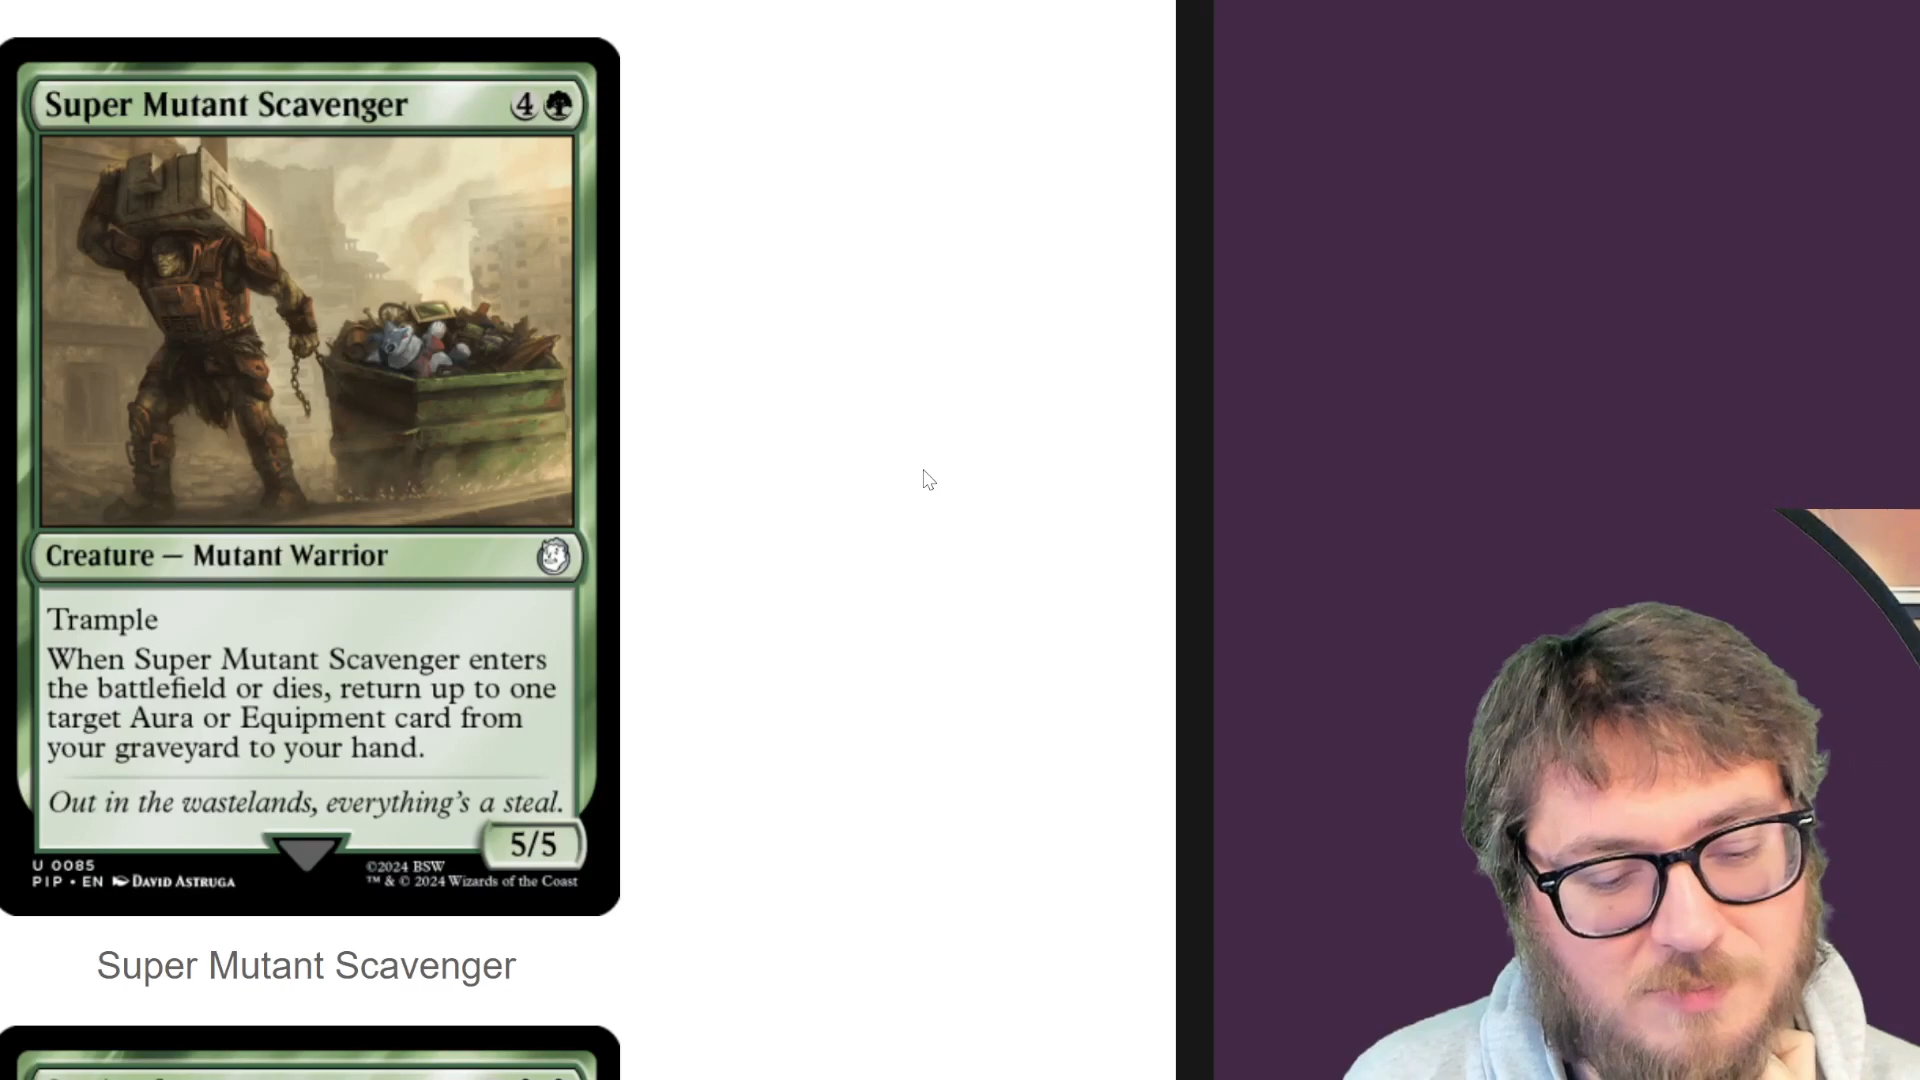 Super Mutant Scavenger 4
Creature — Mutant Warrior
Trample
When Super Mutant Scavenger enters
the battlefield or dies, return up to one
target Aura or Equipment card from
your graveyard to your hand.
Out in the wastelands, everything's a steal.
5/5
U 0085
PIP • EN DAVID ASTRUGA
©2024 BSW
™ & © 2024 Wizards of the Coast
Super Mutant Scavenger